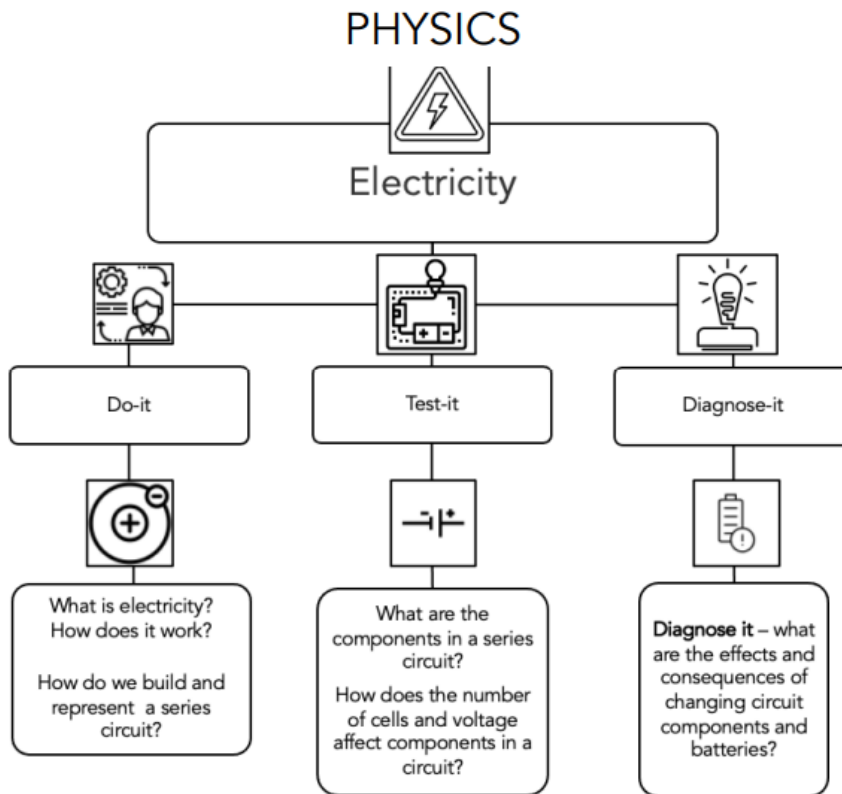 PHYSICS
Electricity
Do-it
Test-it
Diagnose-it
What is electricity?
How does it work?
How do we build and
represent a series
circuit?
What are the
components in a series
circuit?
How does the number
of cells and voltage
affect components in a
circuit?
Diagnose it – what
are the effects and
consequences of
changing circuit
components and
batteries?